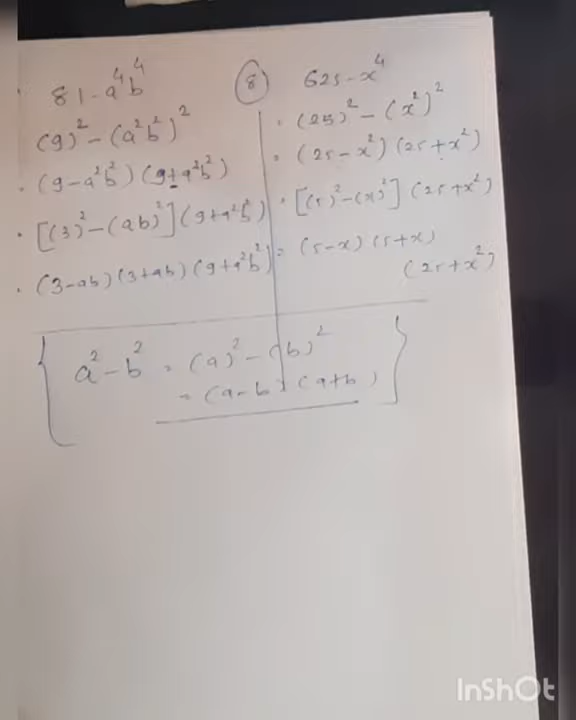 81 - a⁴b⁴
(9)² - (a²b²)²
= (9 - a²b²) (9 + a²b²)
= [(3)² - (ab)²] (9 + a²b²)
= (3 - ab) (3 + ab) (9 + a²b²)
⑧ 625 - x⁴
= (25)² - (x²)²
= (25 - x²) (25 + x²)
= [(5)² - (x)²] (25 + x²)
= (5 - x) (5 + x)
(25 + x²)
{ a² - b² = (a)² - (b)²
= (a - b) (a + b) }
InShOt